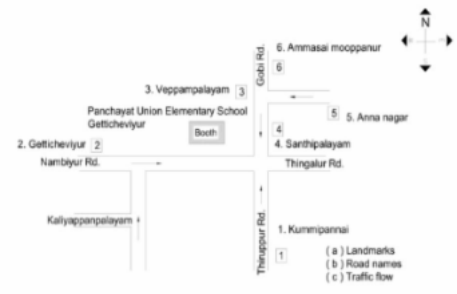 N
6. Ammasai mooppanur
6
Gobi Rd.
3. Veppampalayam 3
Panchayat Union Elementary School
Getticheviyur
Booth
5 5. Anna nagar
4
4. Santhipalayam
2. Getticheviyur 2
Nambiyur Rd.
Thingalur Rd.
Kaliyappanpalayam
Thiruppur Rd.
1. Kummipannai
1
( a ) Landmarks
( b ) Road names
( c ) Traffic flow